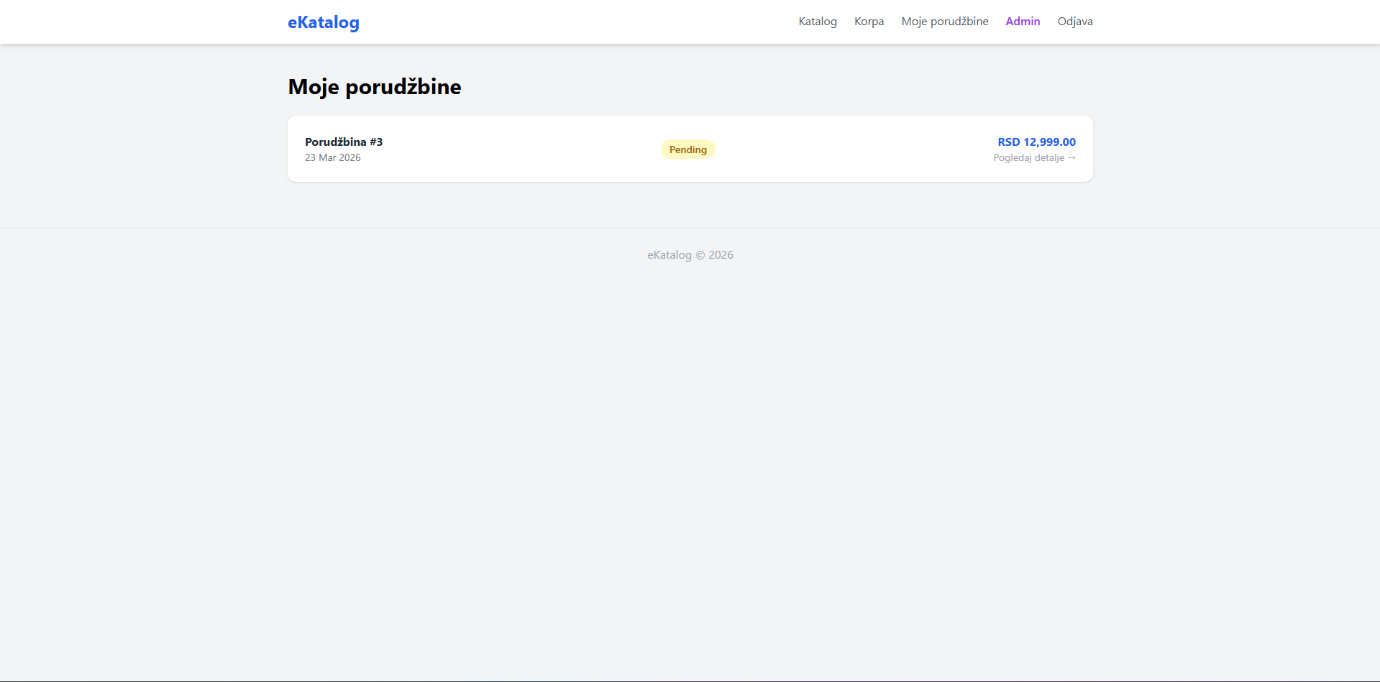 eKatalog
Katalog Korpa Moje porudžbine Admin Odjava
Moje porudžbine
Porudžbina #3
23 Mar 2026
Pending
RSD 12,999.00
Pogledaj detalje →
eKatalog © 2026